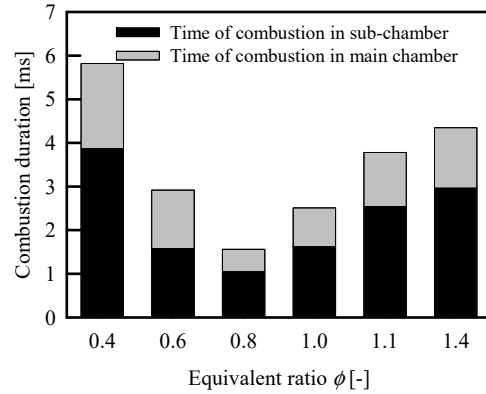 7
6
5
4
3
2
1
0
Combustion duration [ms]
Time of combustion in sub-chamber
Time of combustion in main chamber
0.4 0.6 0.8 1.0 1.1 1.4
Equivalent ratio ϕ [-]